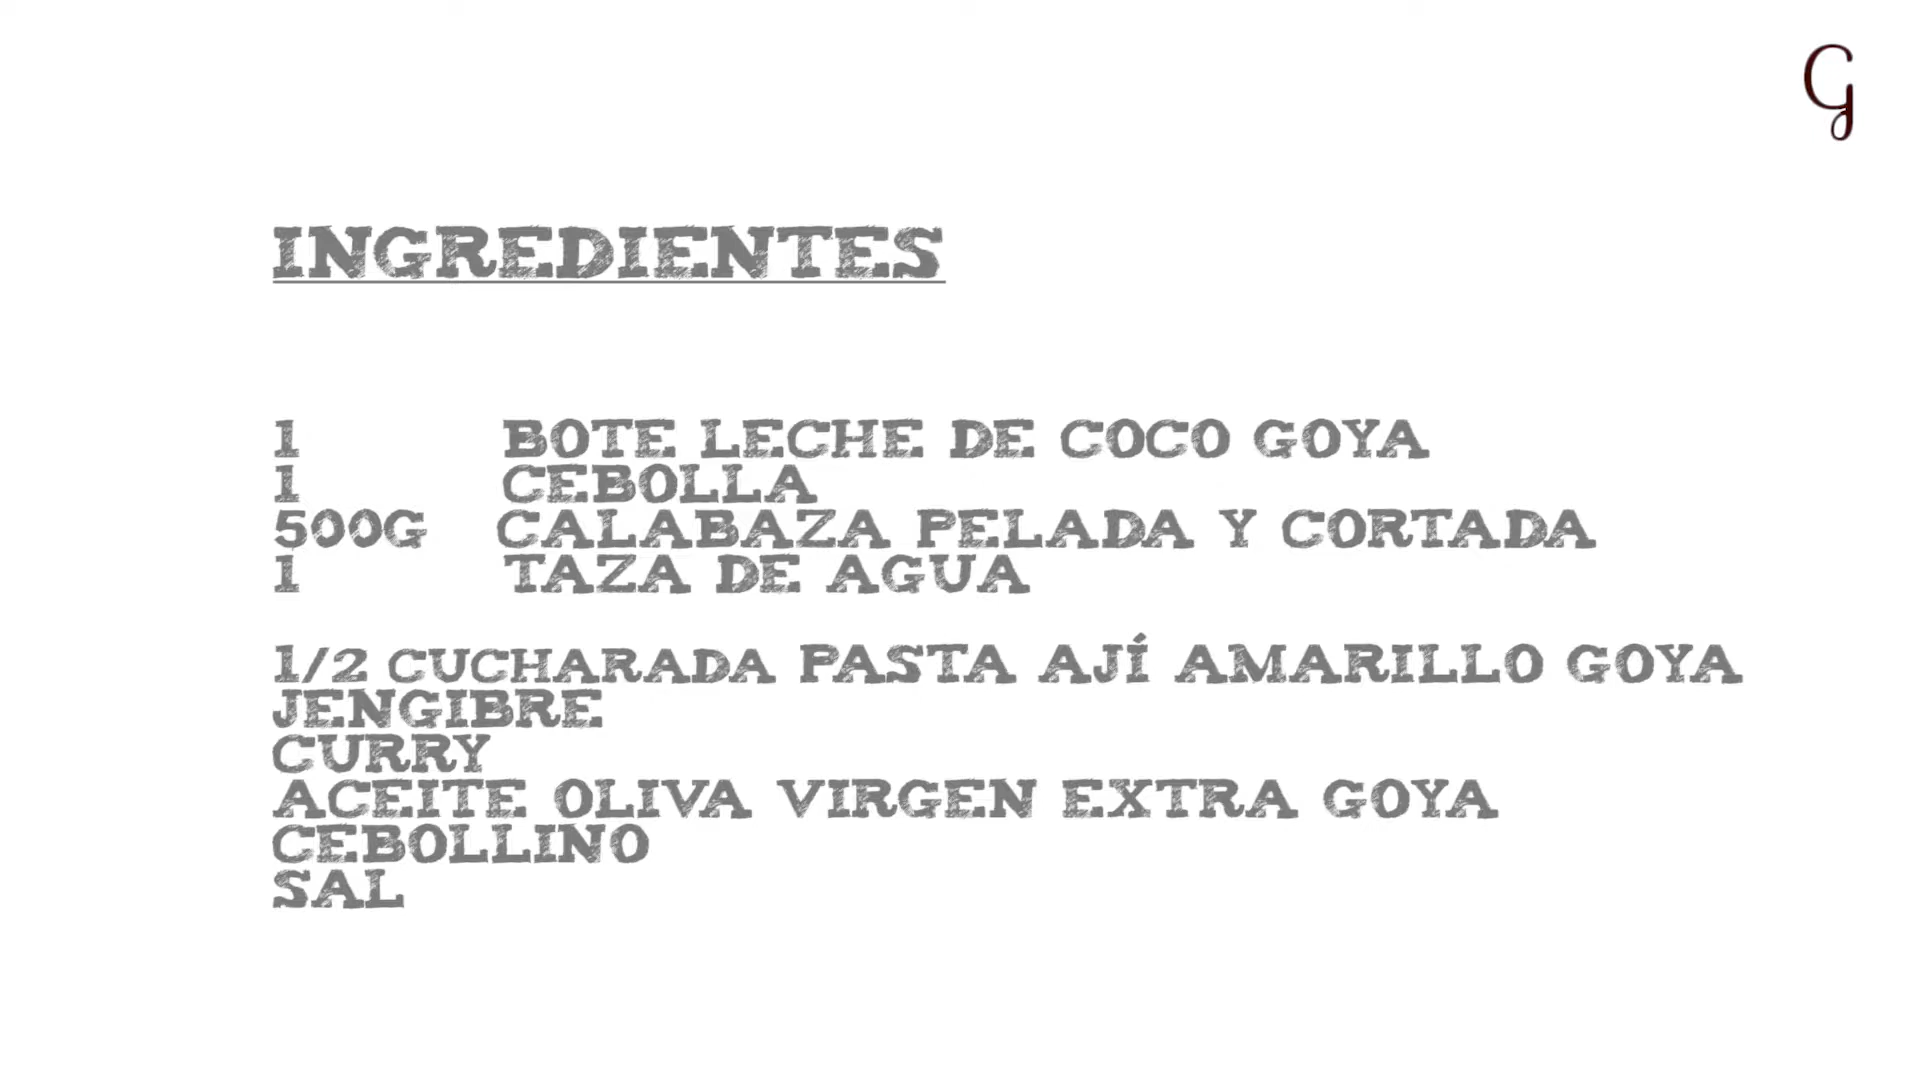 G
INGREDIENTES
1 BOTE LECHE DE COCO GOYA
1 CEBOLLA
500G CALABAZA PELADA Y CORTADA
1 TAZA DE AGUA
1/2 CUCHARADA PASTA AJÍ AMARILLO GOYA
JENGIBRE
CURRY
ACEITE OLIVA VIRGEN EXTRA GOYA
CEBOLLINO
SAL